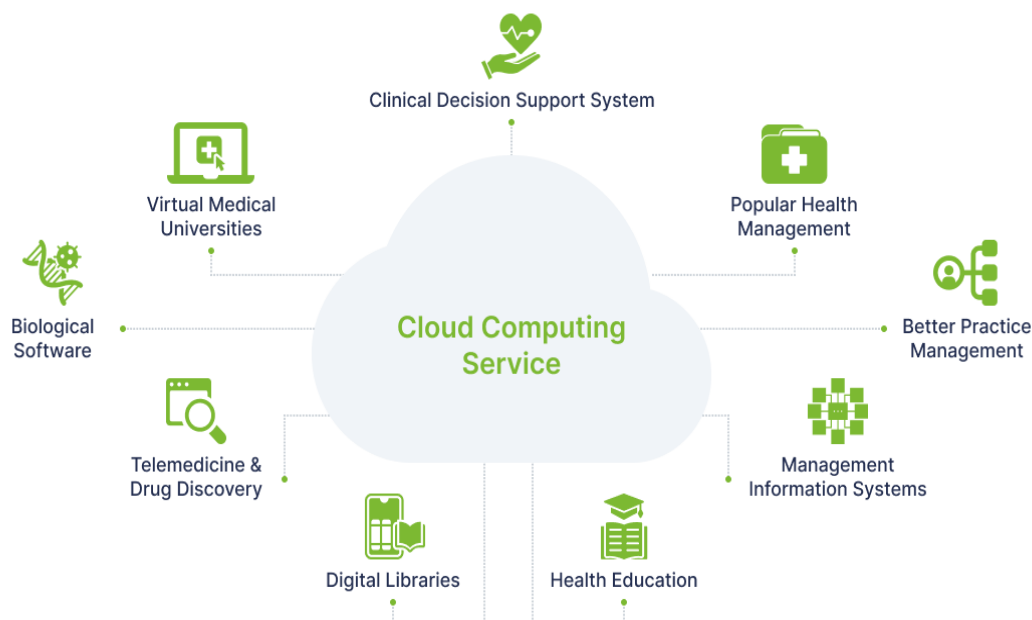 Clinical Decision Support System
Virtual Medical
Universities
Popular Health
Management
Biological
Software
Cloud Computing
Service
Better Practice
Management
Telemedicine &
Drug Discovery
Management
Information Systems
Digital Libraries
Health Education